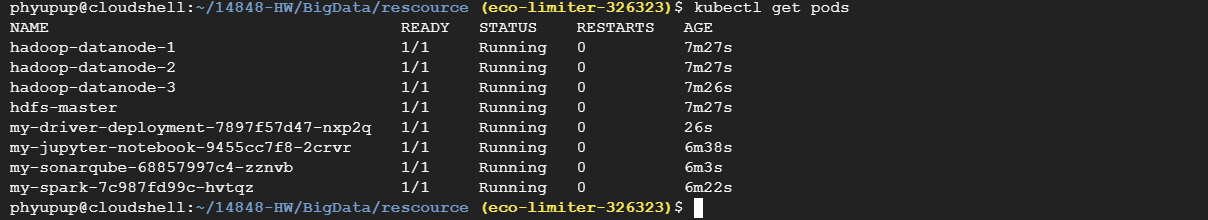 phyupup@cloudshell:~/14848-HW/BigData/rescource (eco-limiter-326323)$ kubectl get pods
NAME READY STATUS RESTARTS AGE
hadoop-datanode-1 1/1 Running 0 7m27s
hadoop-datanode-2 1/1 Running 0 7m27s
hadoop-datanode-3 1/1 Running 0 7m26s
hdfs-master 1/1 Running 0 7m27s
my-driver-deployment-7897f57d47-nxp2q 1/1 Running 0 26s
my-jupyter-notebook-9455cc7f8-2crvr 1/1 Running 0 6m38s
my-sonarqube-68857997c4-zznvb 1/1 Running 0 6m3s
my-spark-7c987fd99c-hvtqz 1/1 Running 0 6m22s
phyupup@cloudshell:~/14848-HW/BigData/rescource (eco-limiter-326323)$